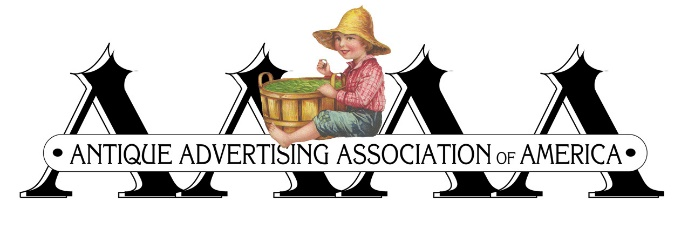 AAAA
• ANTIQUE ADVERTISING ASSOCIATION OF AMERICA •